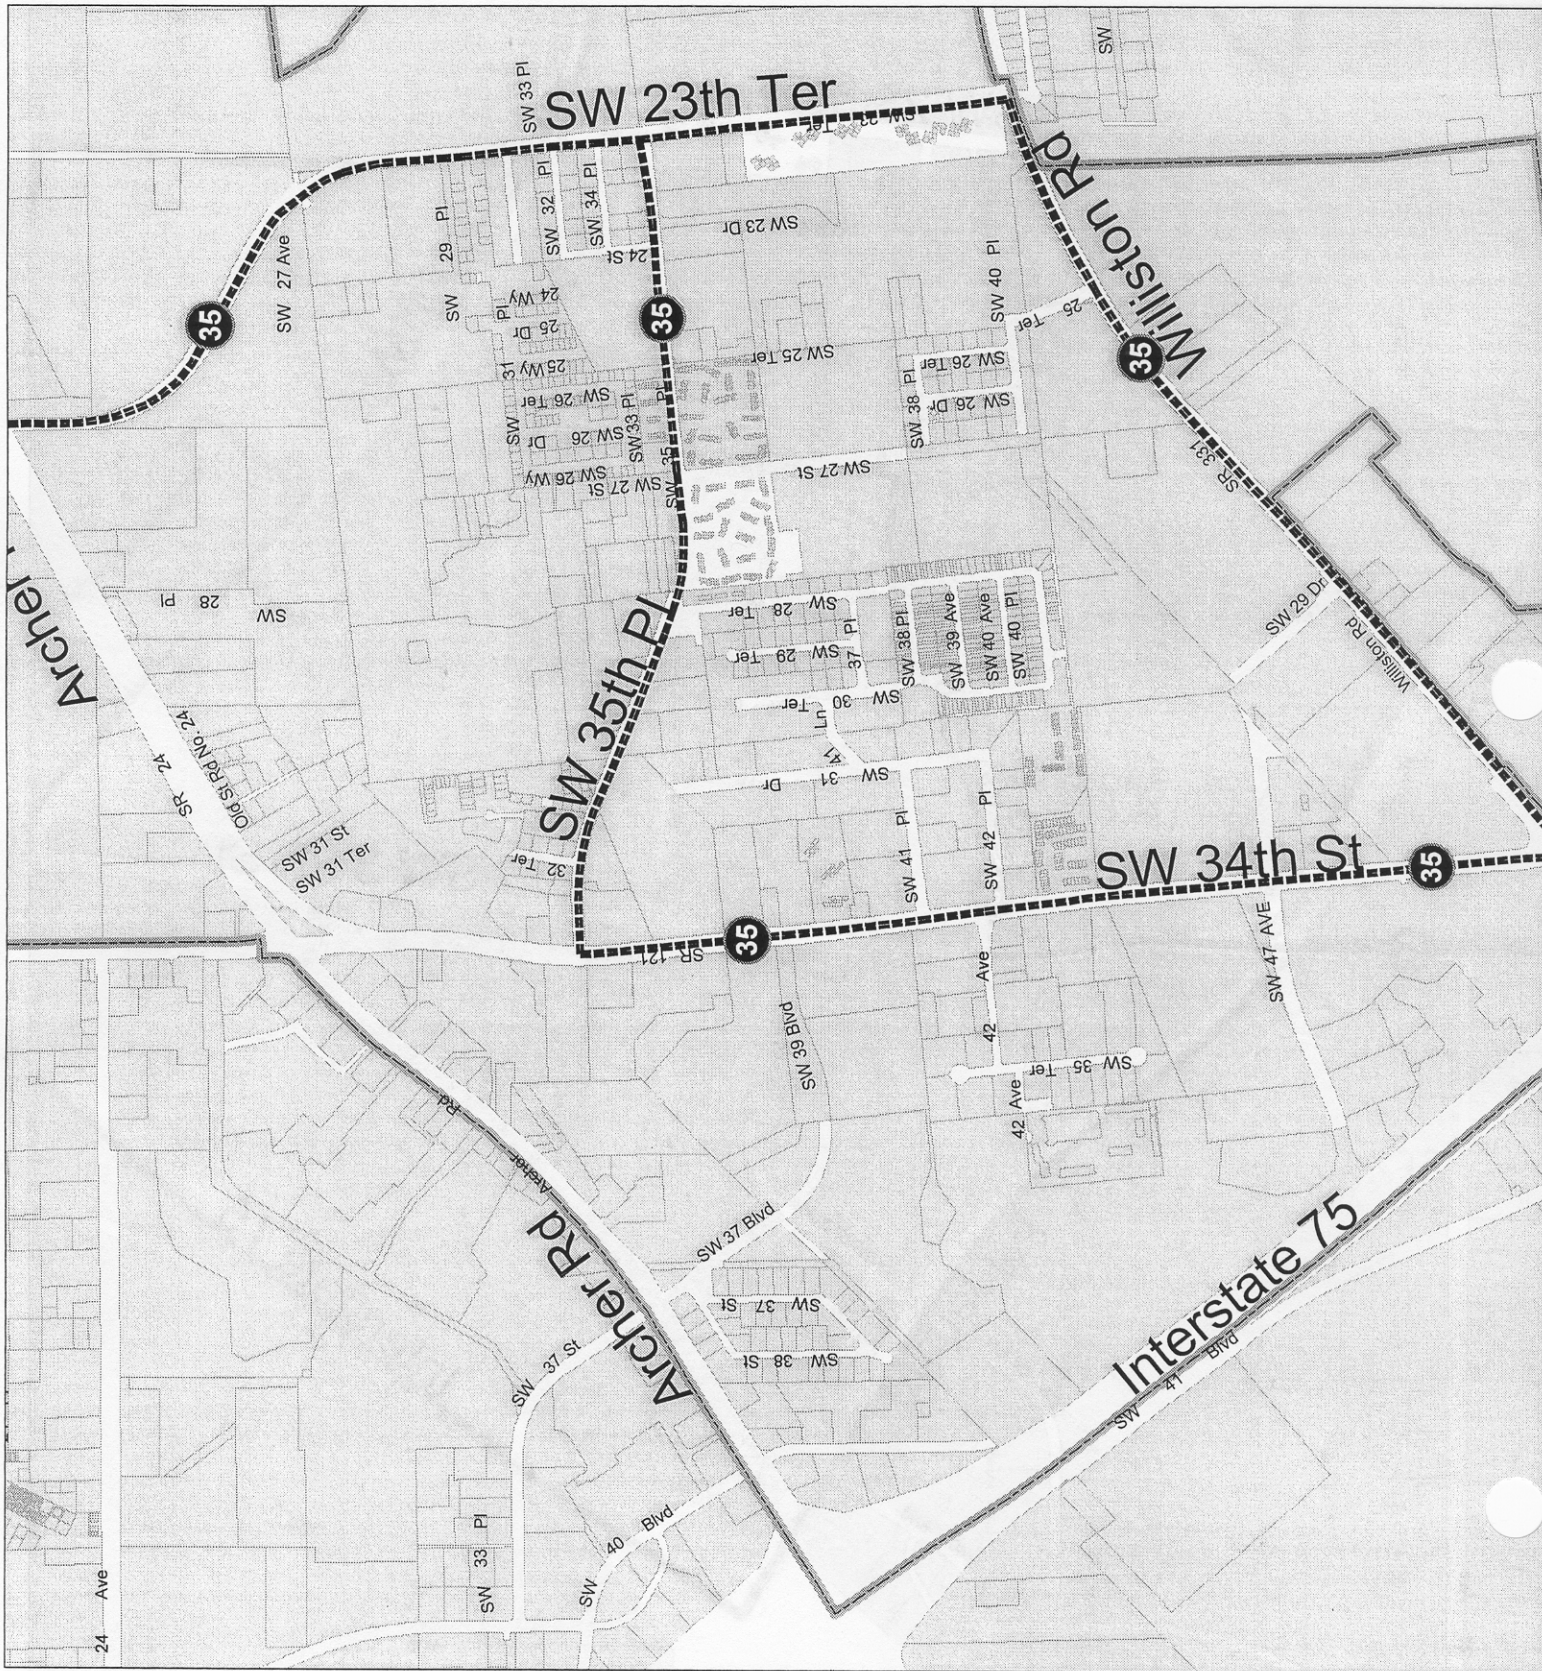 SW 23th Ter
SW 33 Pl
SW
SW 23 Ter
Williston Rd
SW 32 Pl
SW 34 Pl
29 Pl
SW
SW 27 Ave
24 St
SW 23 Dr
SW 40 Pl
24 Wy
25 Dr
25 Wy
SW 31 Pl
35
35
35
25 Ter
SW 25 Ter
SW 26 Ter
SW 38 Pl
SW 26 Dr
SW 26 Ter
SW 26 Dr
SW 33 Pl
SW 26 Wy
SW 27 St
SW 35 Pl
SW 27 St
SR 331
Archer
SW 28 Pl
SW 35th Pl
SW 28 Ter
SW 29 Ter
37 Pl
SW 38 Pl
SW 39 Ave
SW 40 Ave
SW 40 Pl
SW 29 Dr
Williston Rd
SW 30 Ter
41 Ln
SW 31 Dr
SW 41 Pl
SW 42 Pl
SR 24
Old St Rd No. 24
SW 31 St
SW 31 Ter
32 Ter
SW 34th St
35
35
SR 121
SW 47 AVE
42 Ave
SW 39 Blvd
SW 35 Ter
42 Ave
Archer Rd
Archer Rd
SW 37 Blvd
SW 37 St
SW 38 St
SW 37 St
Interstate 75
SW 41 Blvd
SW 33 Pl
SW 40 Blvd
24 Ave